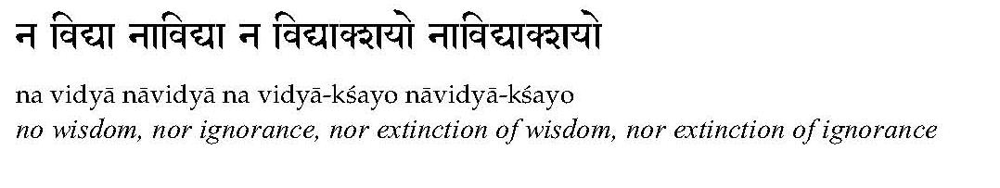 न विद्या नाविद्या न विद्याक्शयो नाविद्याक्शयो
na vidyā nāvidyā na vidyā-kśayo nāvidyā-kśayo
no wisdom, nor ignorance, nor extinction of wisdom, nor extinction of ignorance